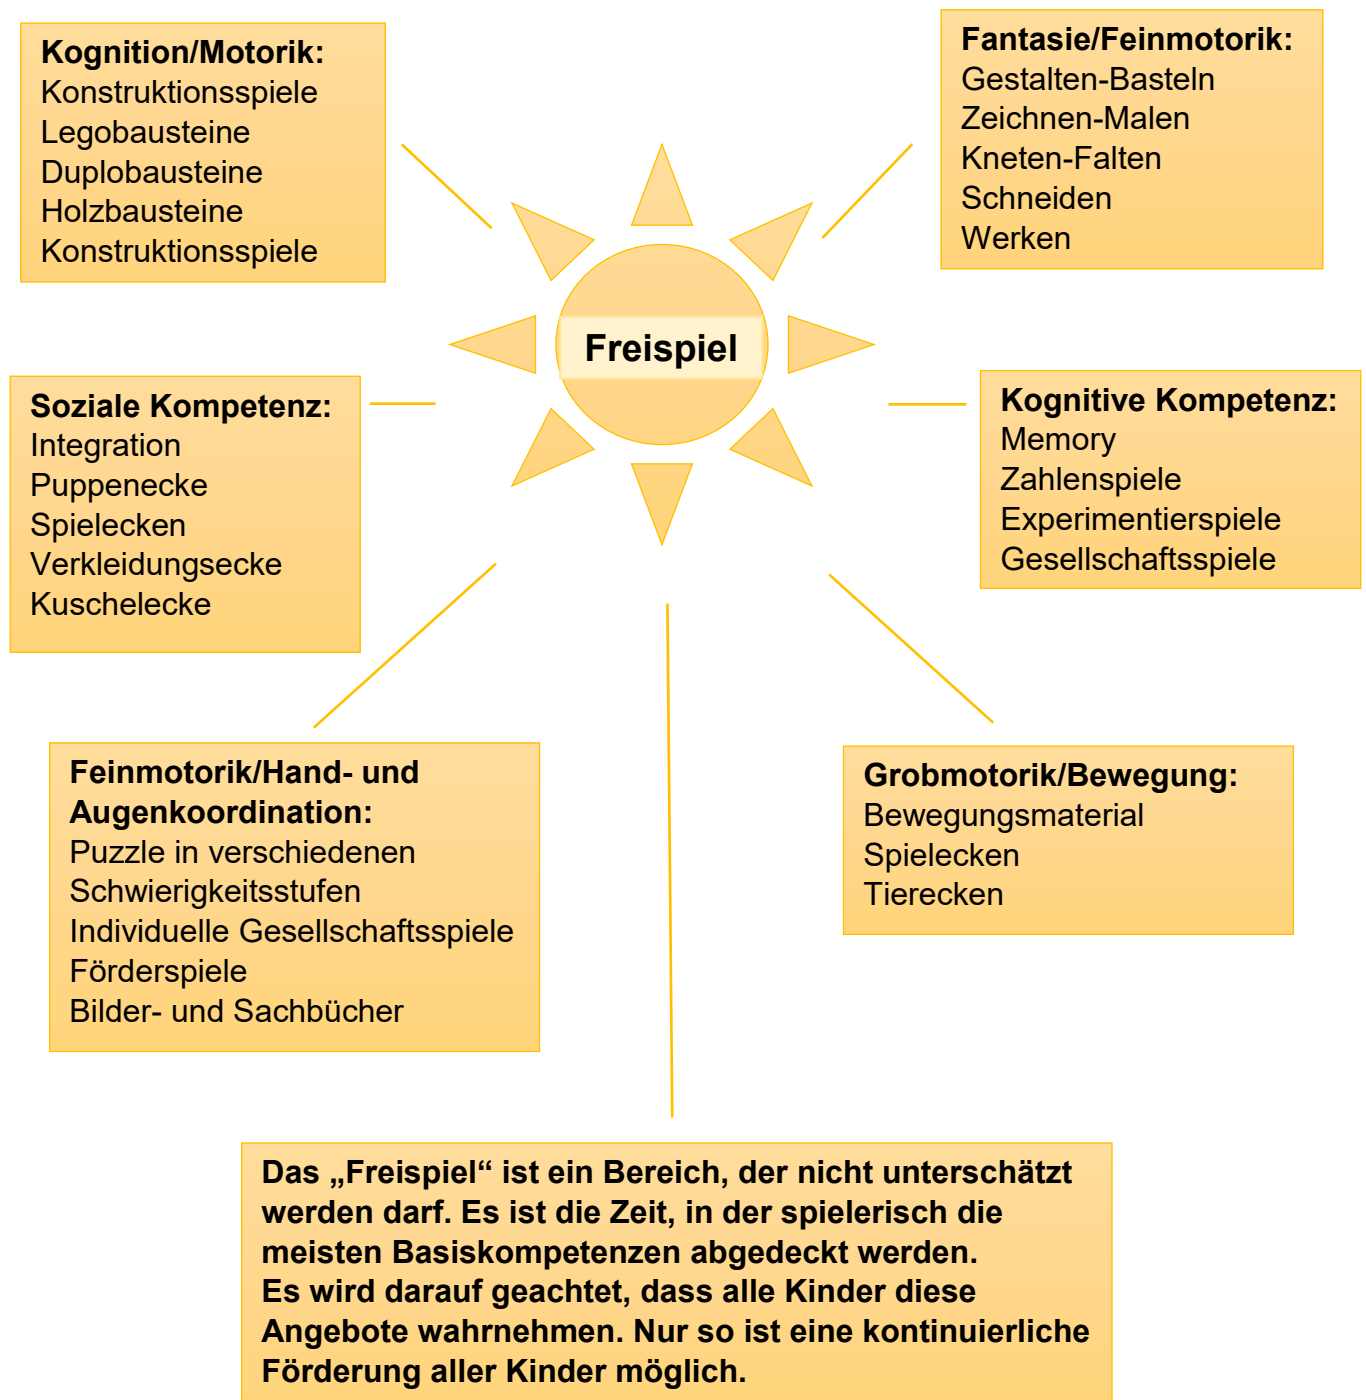 Kognition/Motorik:
Konstruktionsspiele
Legobausteine
Duplobausteine
Holzbausteine
Konstruktionsspiele
Fantasie/Feinmotorik:
Gestalten-Basteln
Zeichnen-Malen
Kneten-Falten
Schneiden
Werken
Freispiel
Soziale Kompetenz:
Integration
Puppenecke
Spielecken
Verkleidungsecke
Kuschelecke
Kognitive Kompetenz:
Memory
Zahlenspiele
Experimentierspiele
Gesellschaftsspiele
Feinmotorik/Hand- und
Augenkoordination:
Puzzle in verschiedenen
Schwierigkeitsstufen
Individuelle Gesellschaftsspiele
Förderspiele
Bilder- und Sachbücher
Grobmotorik/Bewegung:
Bewegungsmaterial
Spielecken
Tierecken
Das „Freispiel“ ist ein Bereich, der nicht unterschätzt
werden darf. Es ist die Zeit, in der spielerisch die
meisten Basiskompetenzen abgedeckt werden.
Es wird darauf geachtet, dass alle Kinder diese
Angebote wahrnehmen. Nur so ist eine kontinuierliche
Förderung aller Kinder möglich.